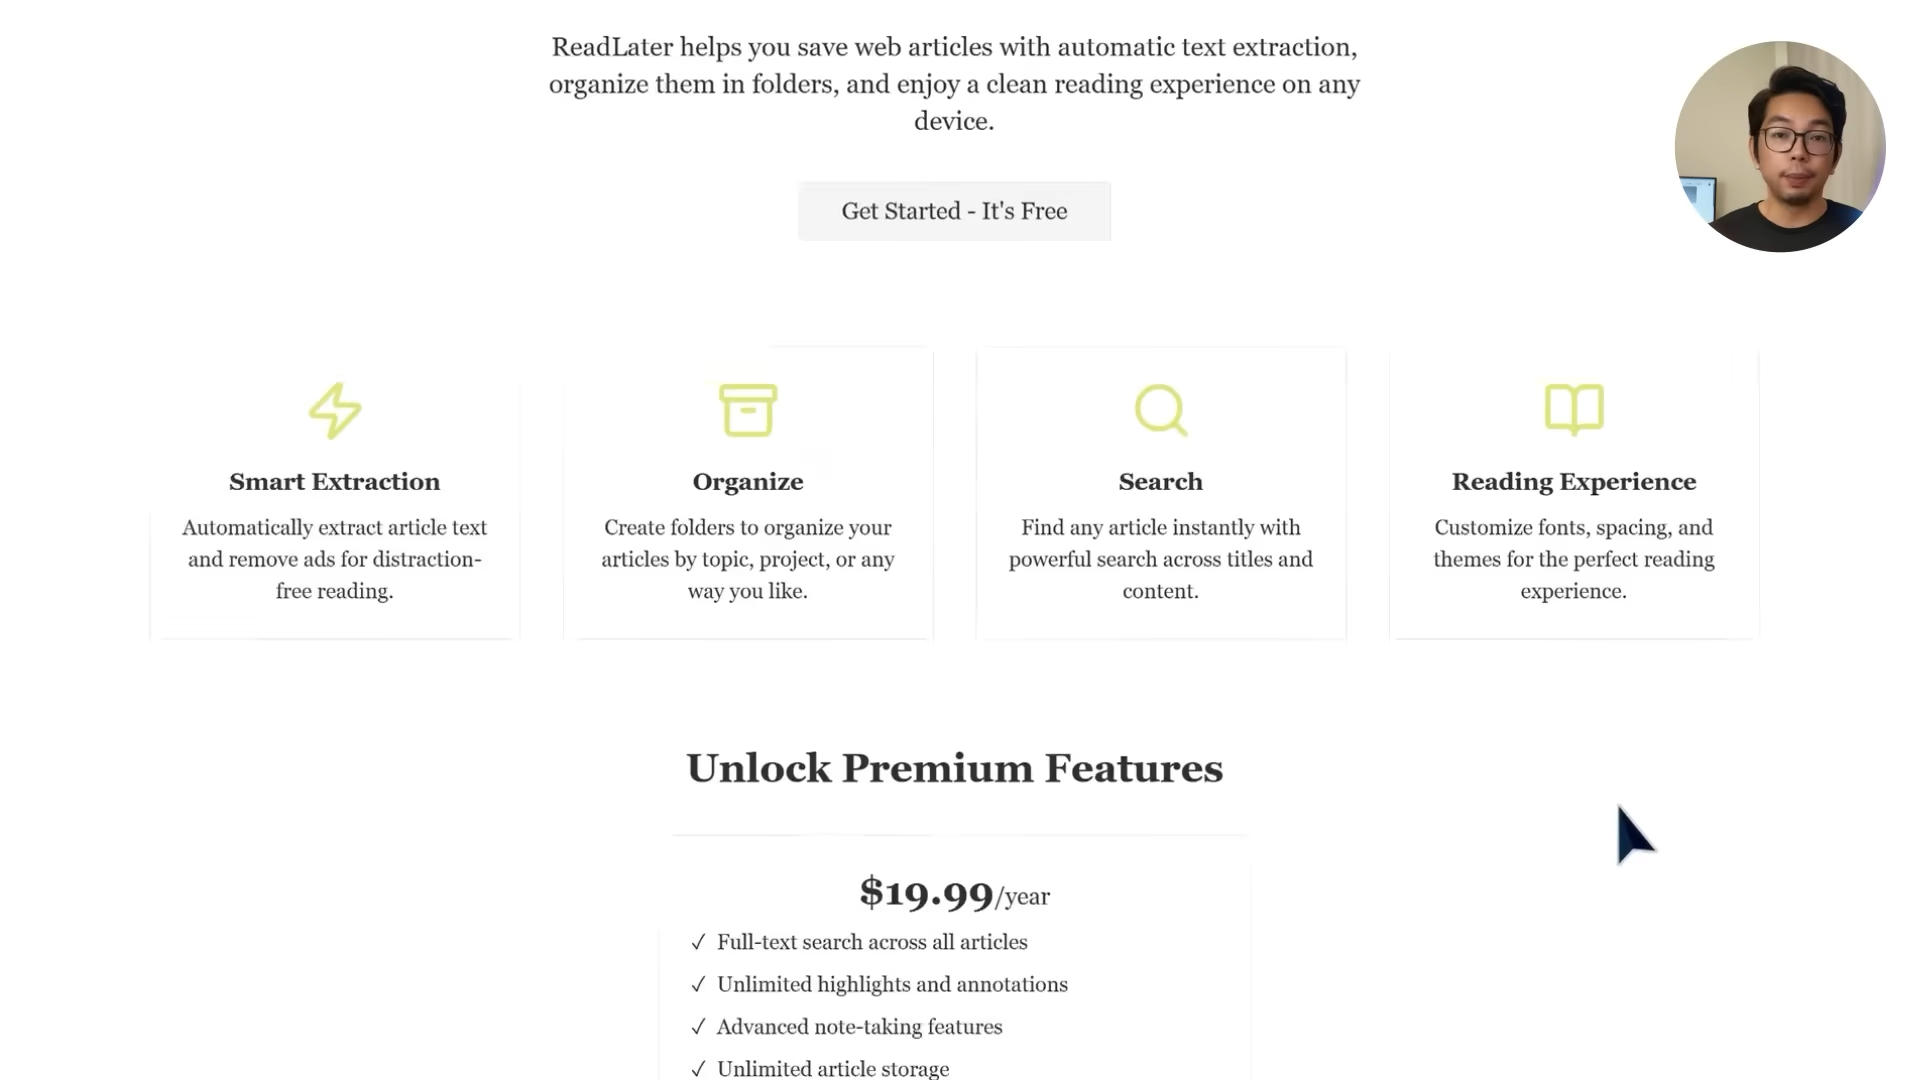 ReadLater helps you save web articles with automatic text extraction,
organize them in folders, and enjoy a clean reading experience on any
device.
Get Started - It's Free
Smart Extraction
Automatically extract article text
and remove ads for distraction-
free reading.
Organize
Create folders to organize your
articles by topic, project, or any
way you like.
Search
Find any article instantly with
powerful search across titles and
content.
Reading Experience
Customize fonts, spacing, and
themes for the perfect reading
experience.
Unlock Premium Features
$19.99/year
✓ Full-text search across all articles
✓ Unlimited highlights and annotations
✓ Advanced note-taking features
✓ Unlimited article storage